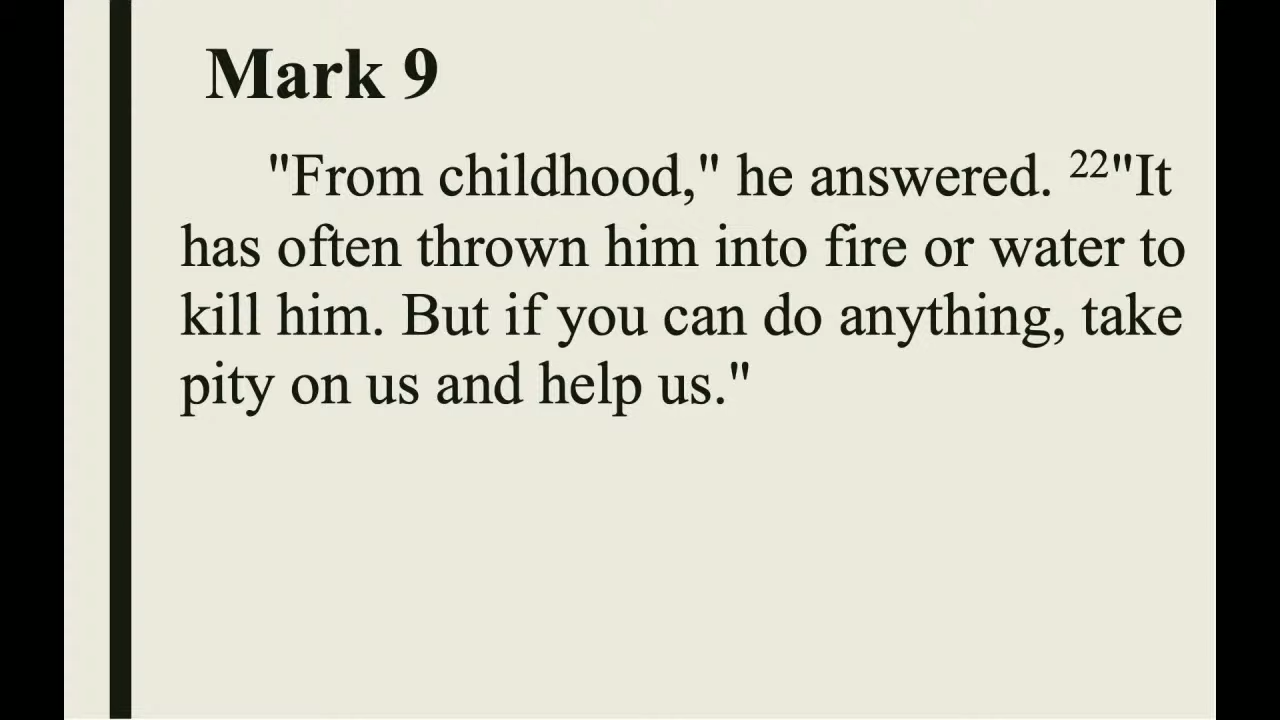 Mark 9
"From childhood," he answered. ²²"It
has often thrown him into fire or water to
kill him. But if you can do anything, take
pity on us and help us."